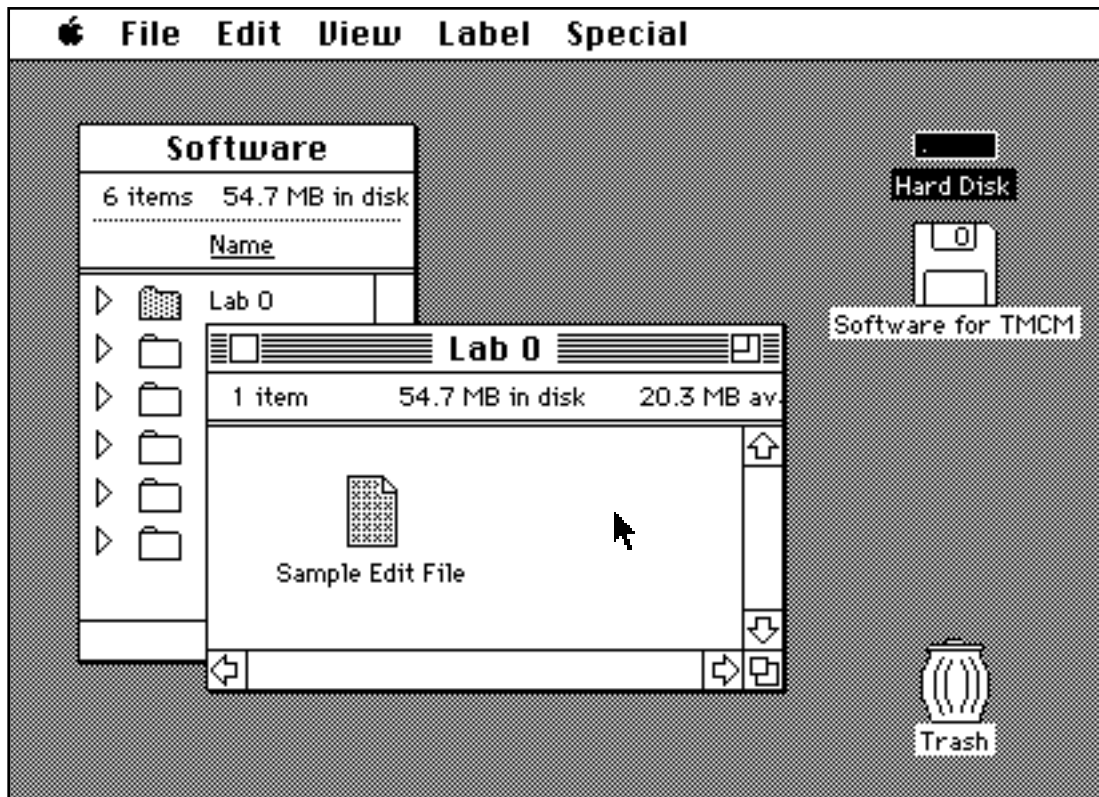 File Edit View Label Special
Software
6 items 54.7 MB in disk
Name
Lab 0
Lab 0
1 item 54.7 MB in disk 20.3 MB av
Sample Edit File
Hard Disk
0
Software for TMCM
Trash